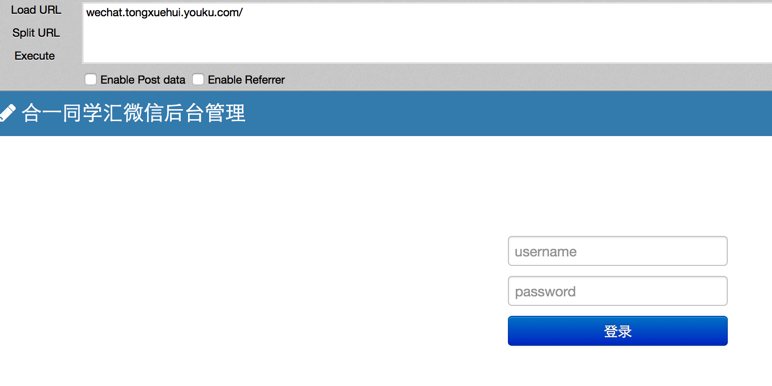 Load URL
wechat.tongxuehui.youku.com/
Split URL
Execute
Enable Post data Enable Referrer
合一同学汇微信后台管理
username
password
登录